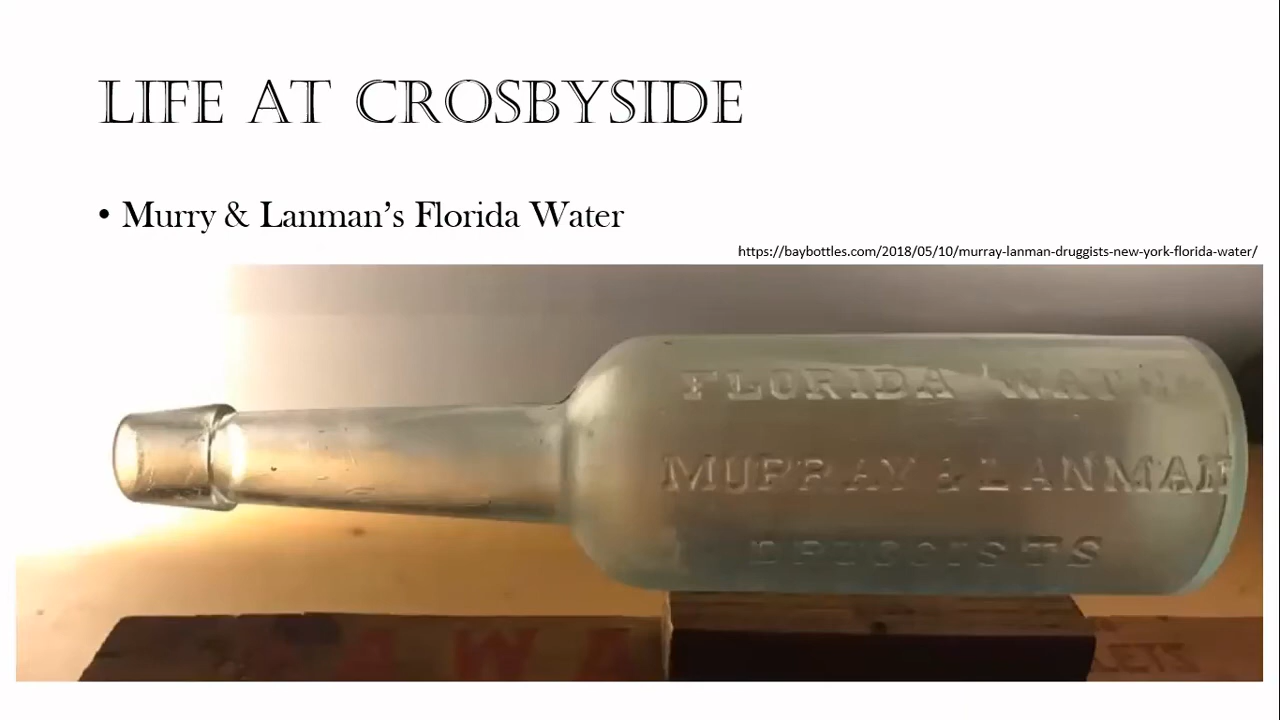 LIFE AT CROSBYSIDE
• Murry & Lanman's Florida Water
https://baybottles.com/2018/05/10/murray-lanman-druggists-new-york-florida-water/
FLORIDA WATER
MURRAY & LANMAN
DRUGGISTS